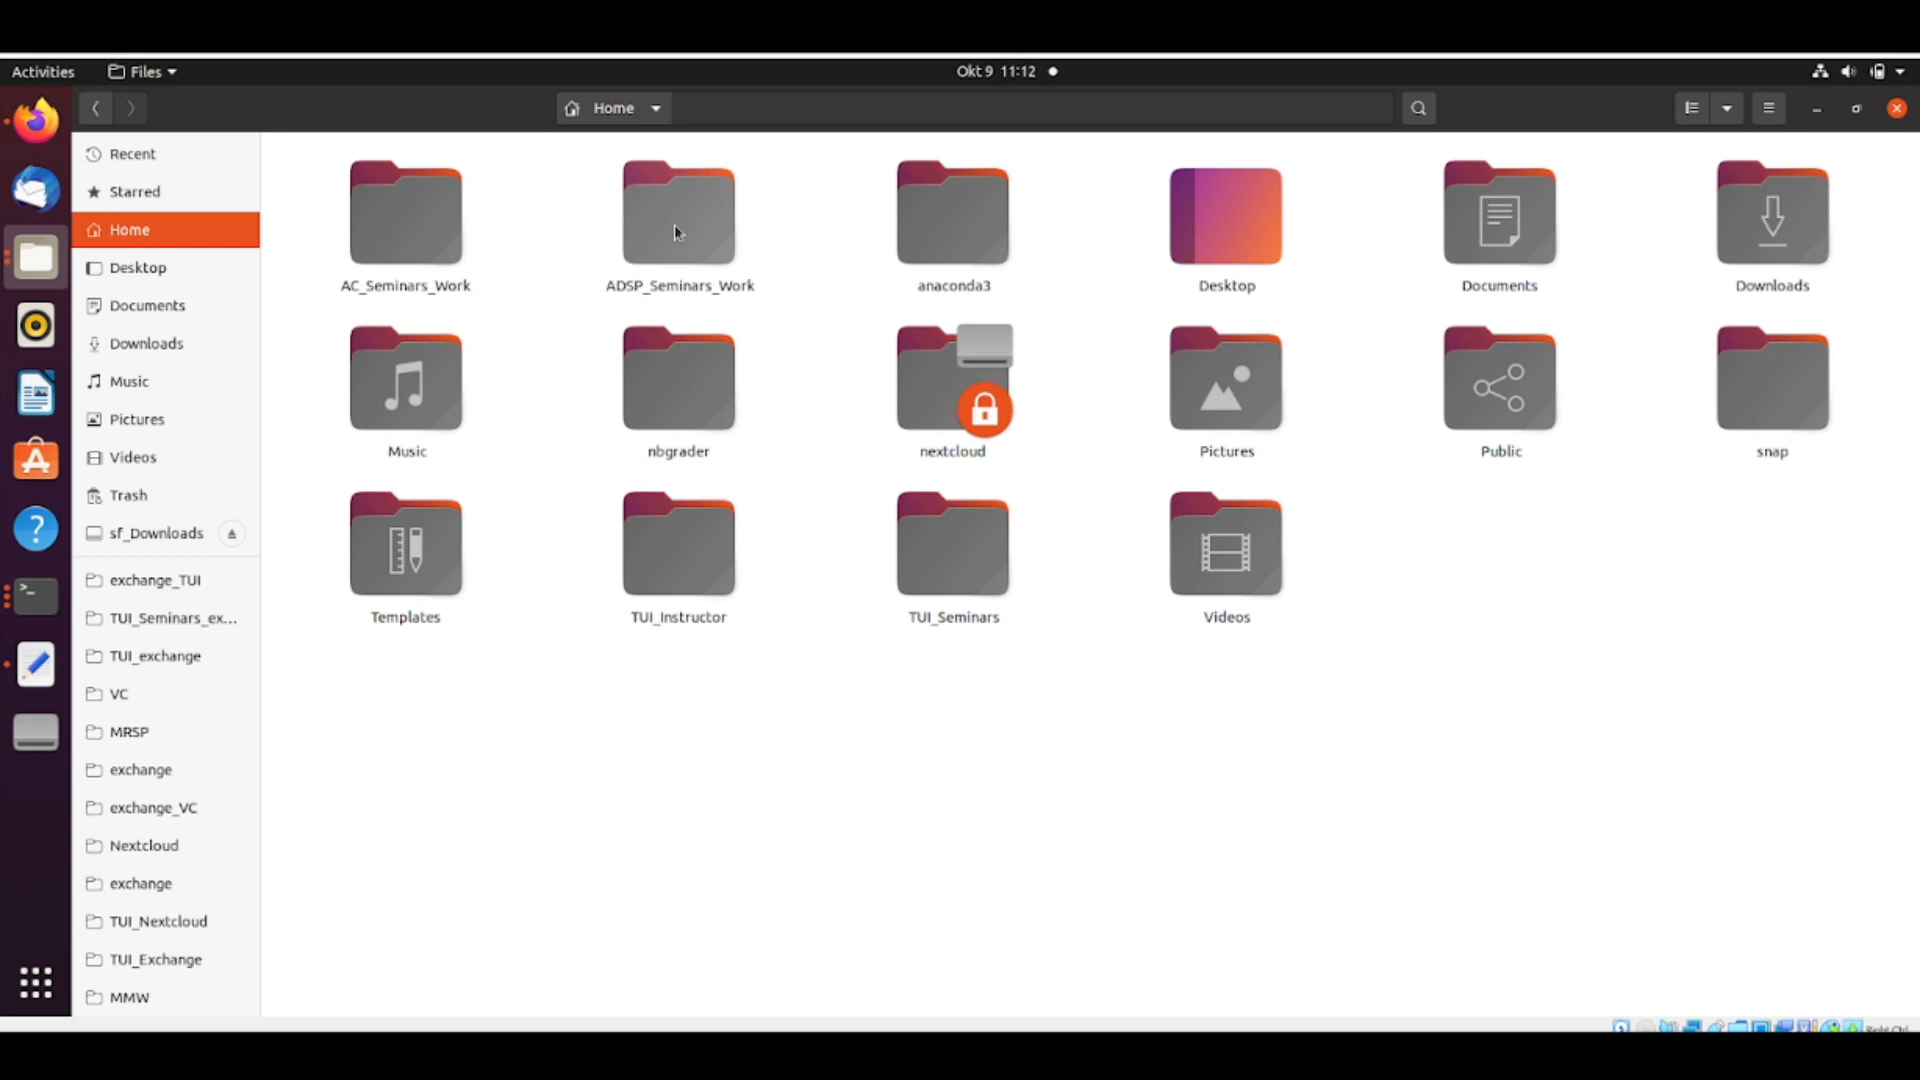 Activities
Files
Okt 9 11:12
Home
Recent
Starred
Home
Desktop
Documents
Downloads
Music
Pictures
Videos
Trash
sf_Downloads
exchange_TUI
TUI_Seminars_ex...
TUI_exchange
VC
MRSP
exchange
exchange_VC
Nextcloud
exchange
TUI_Nextcloud
TUI_Exchange
MMW
AC_Seminars_Work
ADSP_Seminars_Work
anaconda3
Desktop
Documents
Downloads
Music
nbgrader
nextcloud
Pictures
Public
snap
Templates
TUI_Instructor
TUI_Seminars
Videos
Right Ctrl